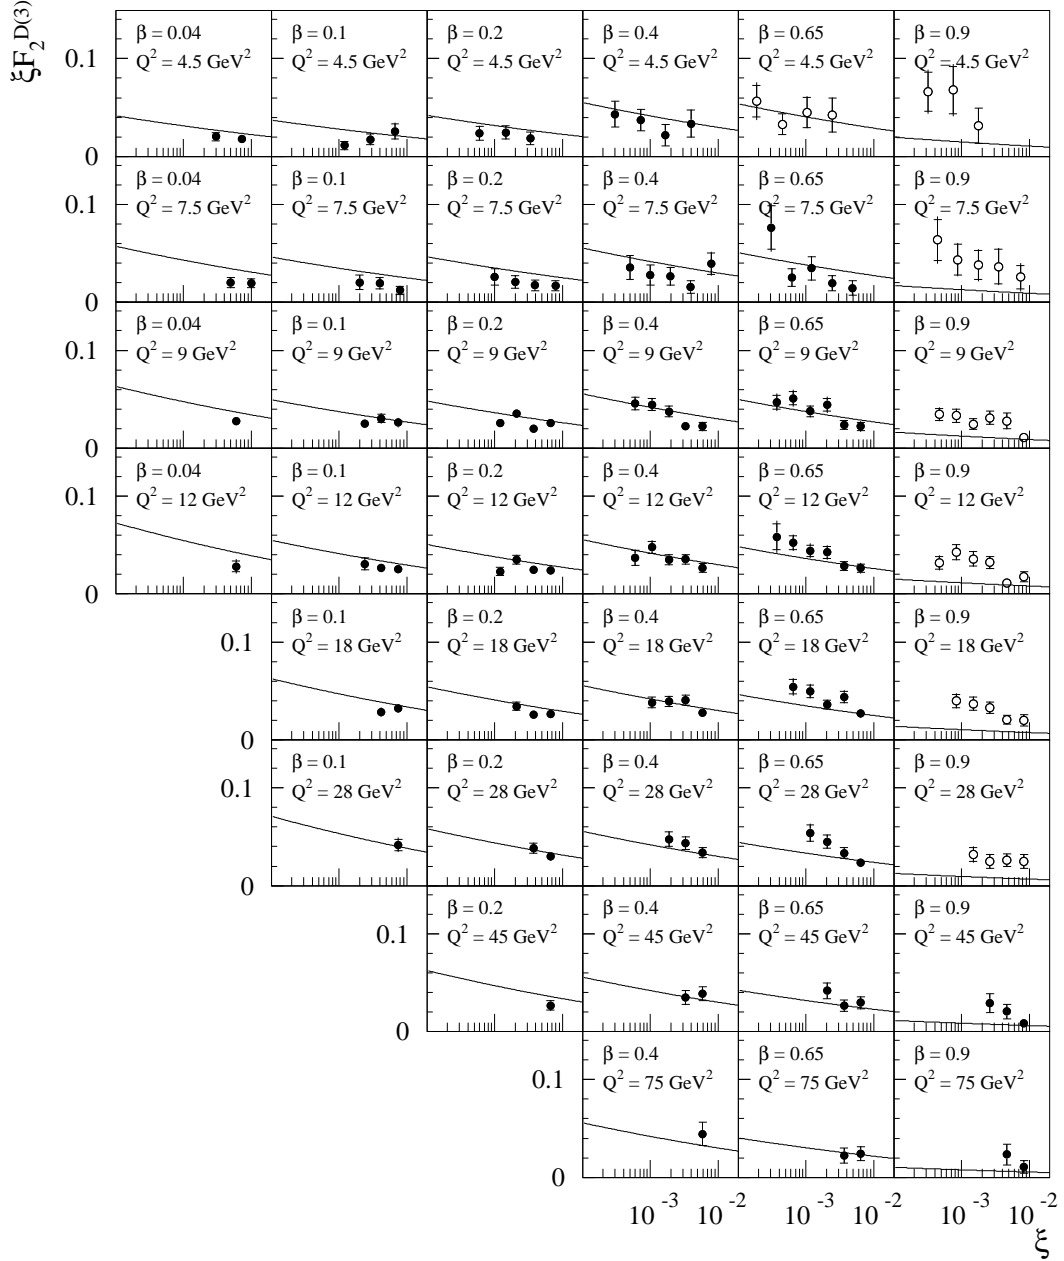 ξF₂ᴰ⁽³⁾
0.1
β = 0.04
Q² = 4.5 GeV²
β = 0.1
Q² = 4.5 GeV²
β = 0.2
Q² = 4.5 GeV²
β = 0.4
Q² = 4.5 GeV²
β = 0.65
Q² = 4.5 GeV²
β = 0.9
Q² = 4.5 GeV²
0
0.1
β = 0.04
Q² = 7.5 GeV²
β = 0.1
Q² = 7.5 GeV²
β = 0.2
Q² = 7.5 GeV²
β = 0.4
Q² = 7.5 GeV²
β = 0.65
Q² = 7.5 GeV²
β = 0.9
Q² = 7.5 GeV²
0
0.1
β = 0.04
Q² = 9 GeV²
β = 0.1
Q² = 9 GeV²
β = 0.2
Q² = 9 GeV²
β = 0.4
Q² = 9 GeV²
β = 0.65
Q² = 9 GeV²
β = 0.9
Q² = 9 GeV²
0
0.1
β = 0.04
Q² = 12 GeV²
β = 0.1
Q² = 12 GeV²
β = 0.2
Q² = 12 GeV²
β = 0.4
Q² = 12 GeV²
β = 0.65
Q² = 12 GeV²
β = 0.9
Q² = 12 GeV²
0
0.1
β = 0.1
Q² = 18 GeV²
β = 0.2
Q² = 18 GeV²
β = 0.4
Q² = 18 GeV²
β = 0.65
Q² = 18 GeV²
β = 0.9
Q² = 18 GeV²
0
0.1
β = 0.1
Q² = 28 GeV²
β = 0.2
Q² = 28 GeV²
β = 0.4
Q² = 28 GeV²
β = 0.65
Q² = 28 GeV²
β = 0.9
Q² = 28 GeV²
0
0.1
β = 0.2
Q² = 45 GeV²
β = 0.4
Q² = 45 GeV²
β = 0.65
Q² = 45 GeV²
β = 0.9
Q² = 45 GeV²
0
0.1
β = 0.4
Q² = 75 GeV²
β = 0.65
Q² = 75 GeV²
β = 0.9
Q² = 75 GeV²
0
10⁻³ 10⁻² 10⁻³ 10⁻² 10⁻³ 10⁻²
ξ